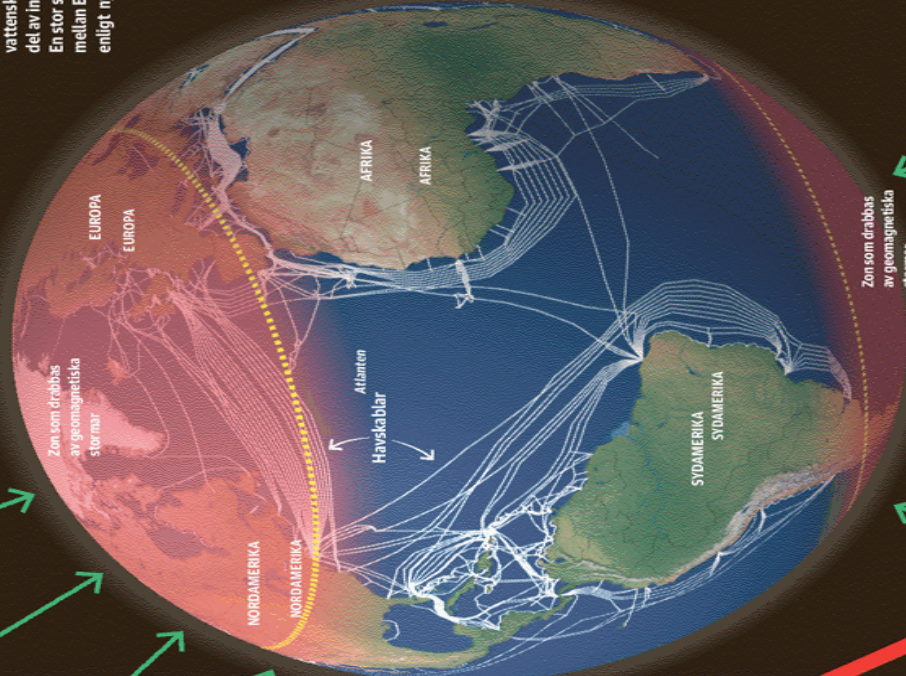 vattensk
del av in
En stor s
mellan E
enligt n
EUROPA
EUROPA
AFRIKA
AFRIKA
Zon som drabbas
av geomagnetiska
stormar
Atlanten
Havskablar
NORDAMERIKA
NORDAMERIKA
SYDAMERIKA
SYDAMERIKA
Zon som drabbas
av geomagnetiska